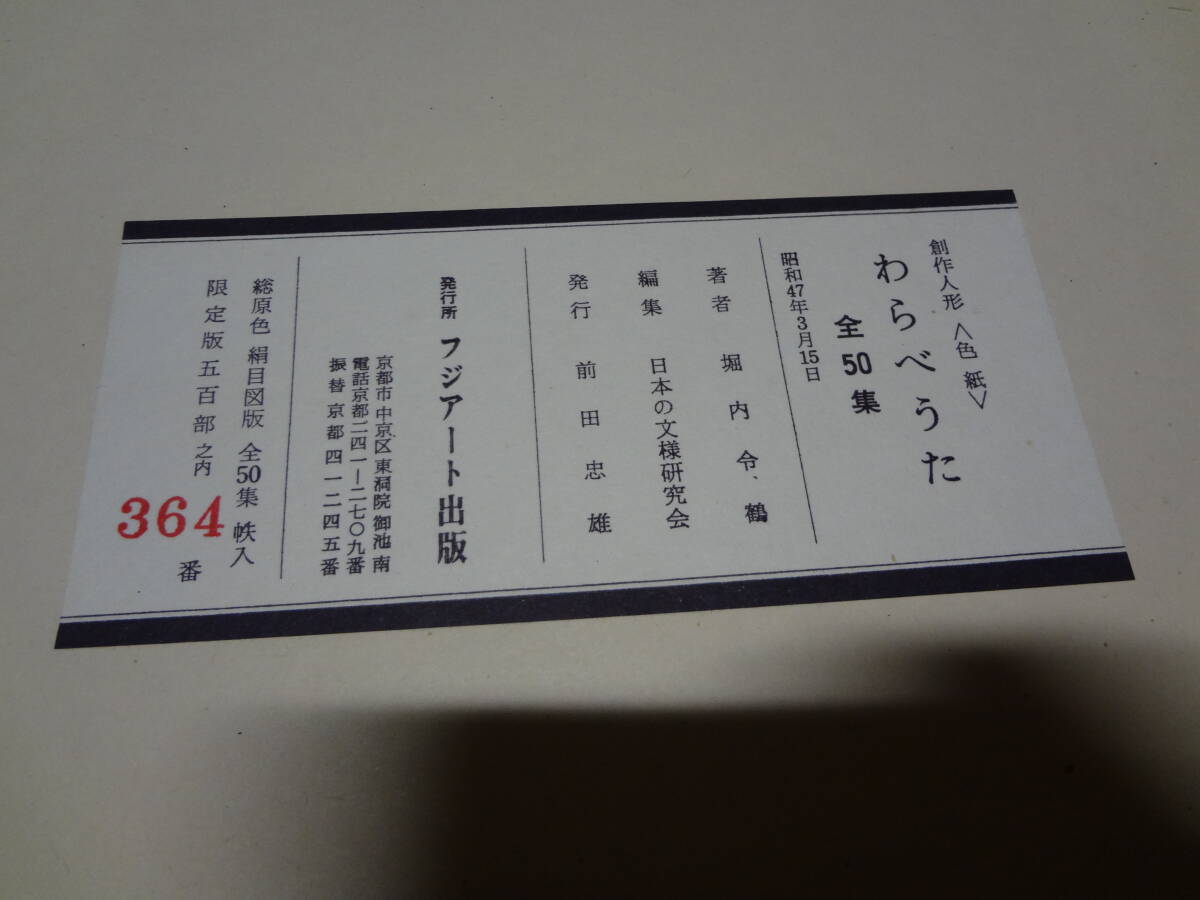 創作人形 〈色紙〉
わらべうた
全50集
昭和47年3月15日
著者 堀内令鶴
編集 日本の文様研究会
発行 前田忠雄
発行所 フジアート出版
京都市中京区東洞院御池南
電話京都二四一―二七〇九番
振替京都四一二四五番
総原色 絹目図版 全50集 帙入
限定版五百部之内
364
番